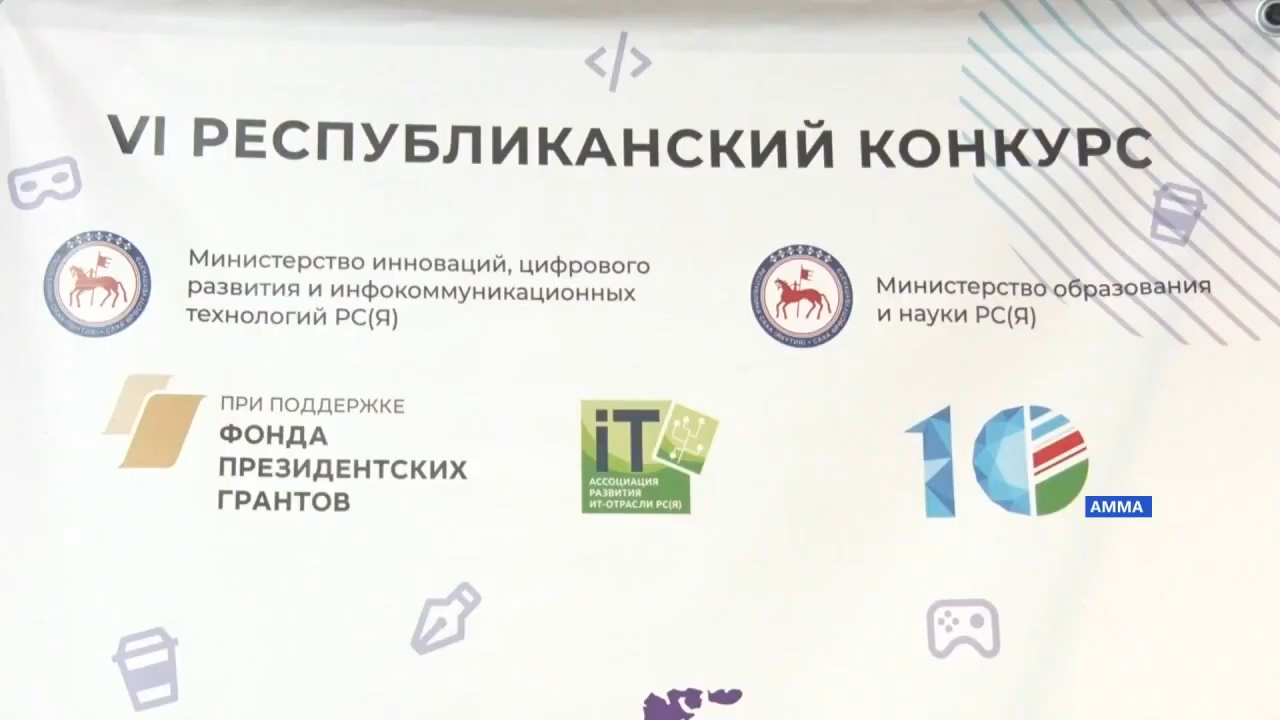 VI РЕСПУБЛИКАНСКИЙ КОНКУРС
Министерство инноваций, цифрового
развития и инфокоммуникационных
технологий РС(Я)
Министерство образования
и науки РС(Я)
ПРИ ПОДДЕРЖКЕ
ФОНДА
ПРЕЗИДЕНТСКИХ
ГРАНТОВ
iT
АССОЦИАЦИЯ
РАЗВИТИЯ
ИТ-ОТРАСЛИ РС(Я)
10
АММА